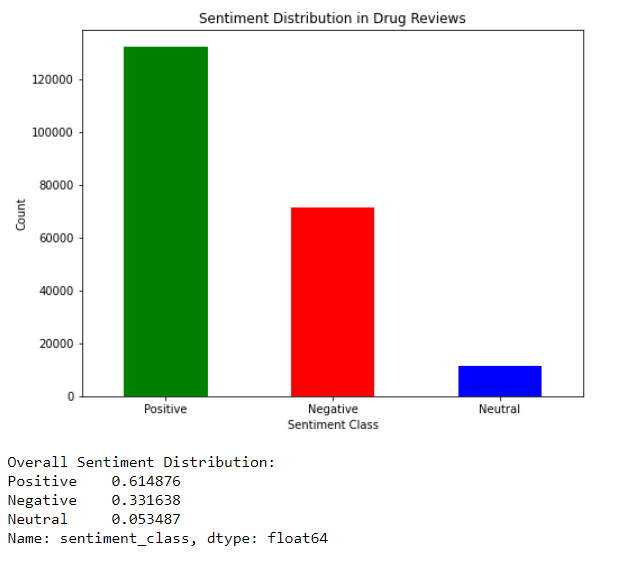 Sentiment Distribution in Drug Reviews
120000
100000
80000
60000
40000
20000
0
Count
Positive Negative Neutral
Sentiment Class
Overall Sentiment Distribution:
Positive    0.614876
Negative    0.331638
Neutral     0.053487
Name: sentiment_class, dtype: float64